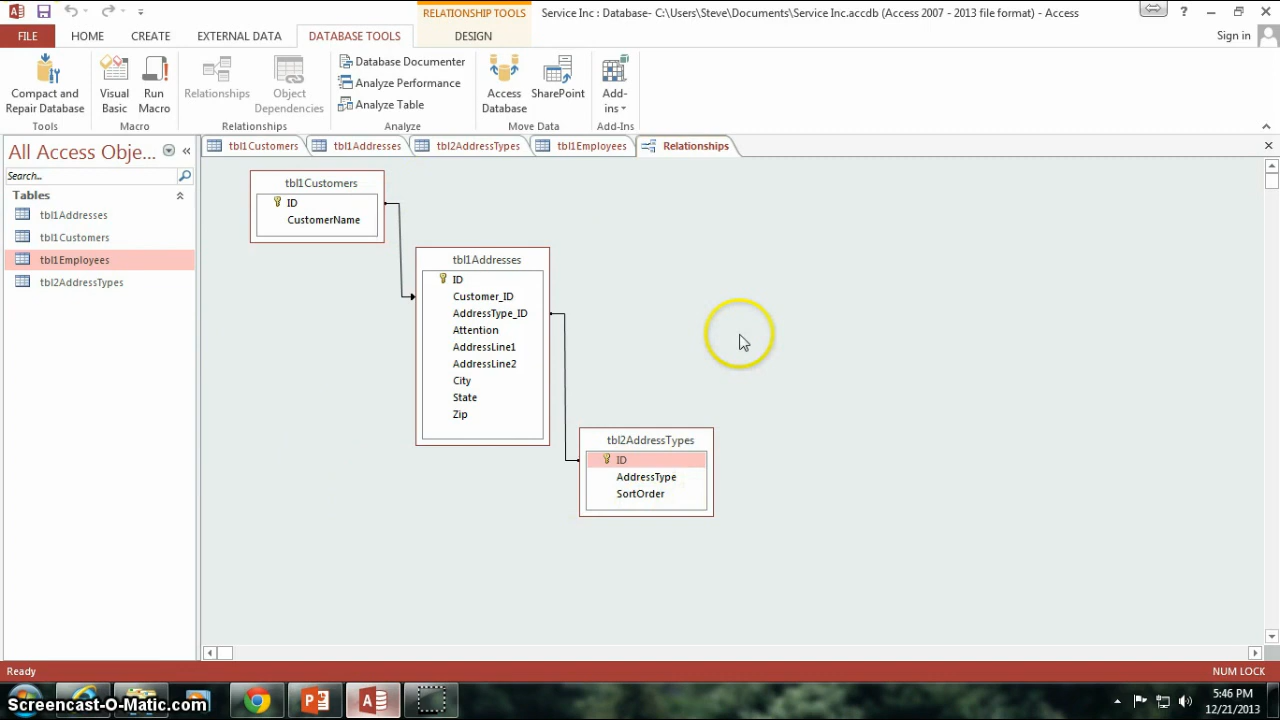 RELATIONSHIP TOOLS
Service Inc : Database- C:\Users\Steve\Documents\Service Inc.accdb (Access 2007 - 2013 file format) - Access
?
FILE
HOME
CREATE
EXTERNAL DATA
DATABASE TOOLS
DESIGN
Sign in
Compact and
Repair Database
Visual
Basic
Run
Macro
Relationships
Object
Dependencies
Database Documenter
Analyze Performance
Analyze Table
Access
Database
SharePoint
Add-
ins
Tools
Macro
Relationships
Analyze
Move Data
Add-Ins
All Access Obje...
Search...
Tables
tbl1Addresses
tbl1Customers
tbl1Employees
tbl2AddressTypes
tbl1Customers
tbl1Addresses
tbl2AddressTypes
tbl1Employees
Relationships
tbl1Customers
ID
CustomerName
tbl1Addresses
ID
Customer_ID
AddressType_ID
Attention
AddressLine1
AddressLine2
City
State
Zip
tbl2AddressTypes
ID
AddressType
SortOrder
Ready
NUM LOCK
Screencast-O-Matic.com
5:46 PM
12/21/2013